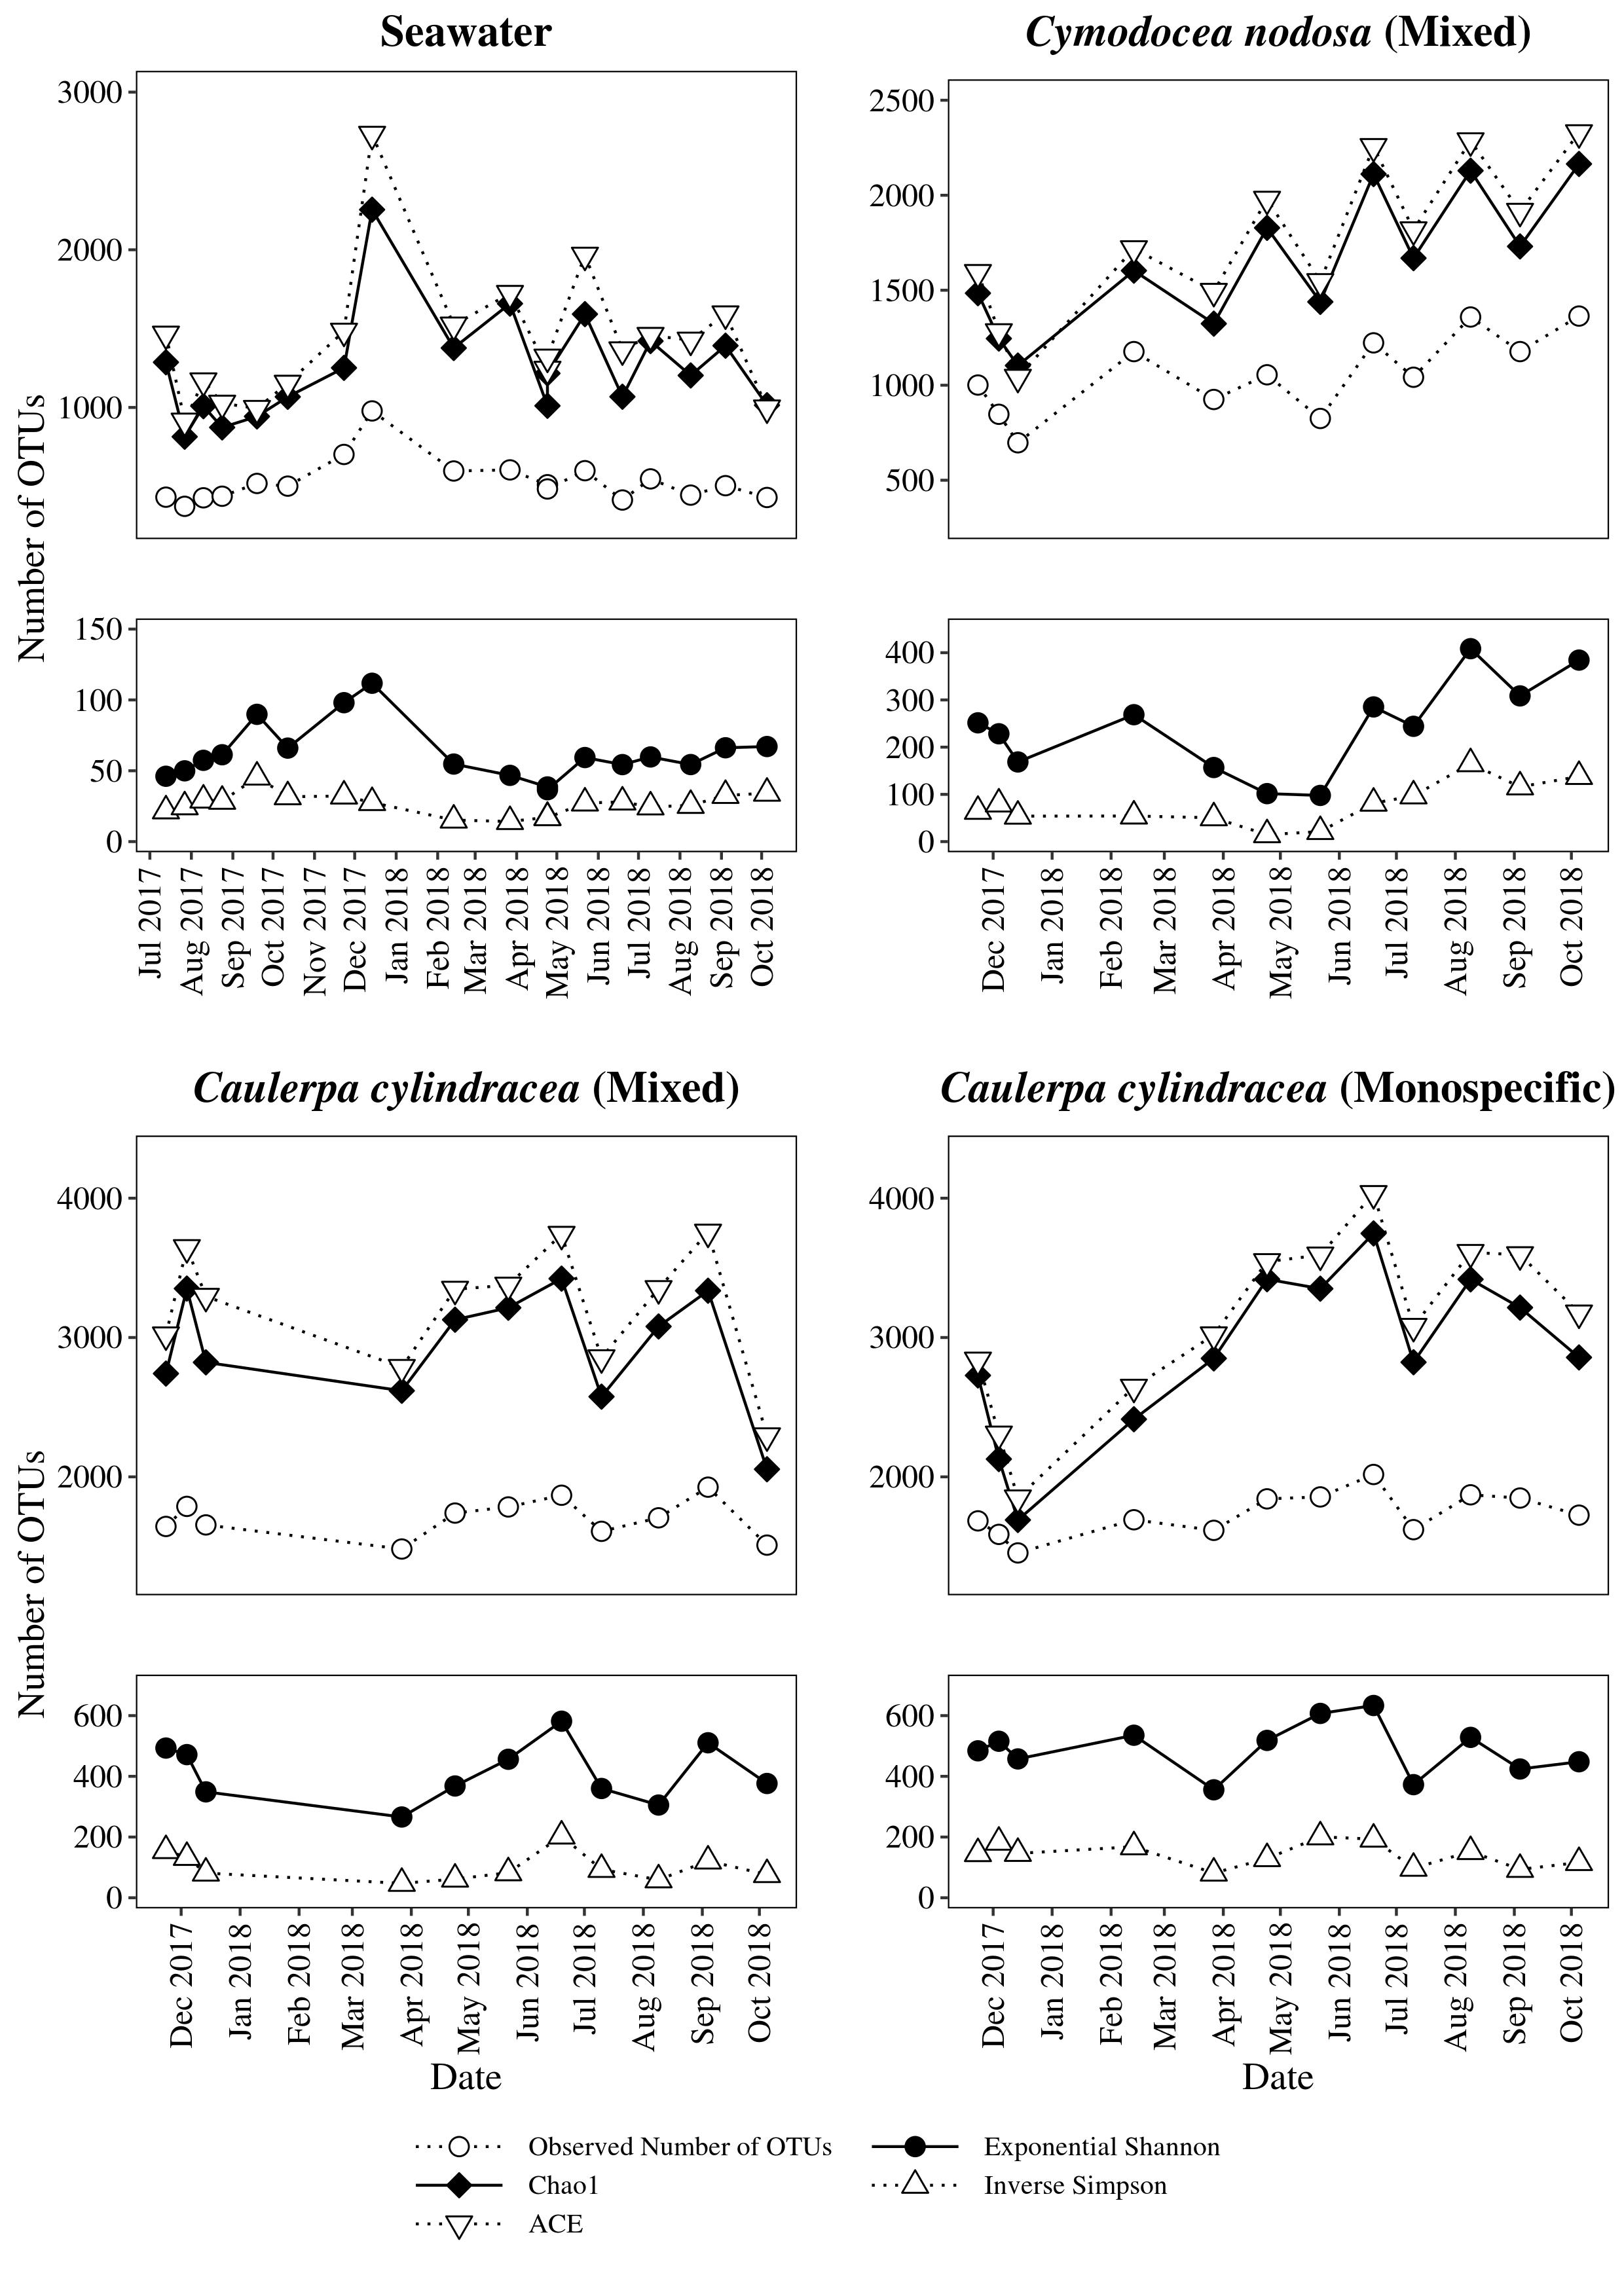 Seawater
Cymodocea nodosa (Mixed)
Number of OTUs
3000
2000
1000
2500
2000
1500
1000
500
150
100
50
0
400
300
200
100
0
Jul 2017
Aug 2017
Sep 2017
Oct 2017
Nov 2017
Dec 2017
Jan 2018
Feb 2018
Mar 2018
Apr 2018
May 2018
Jun 2018
Jul 2018
Aug 2018
Sep 2018
Oct 2018
Dec 2017
Jan 2018
Feb 2018
Mar 2018
Apr 2018
May 2018
Jun 2018
Jul 2018
Aug 2018
Sep 2018
Oct 2018
Caulerpa cylindracea (Mixed)
Caulerpa cylindracea (Monospecific)
Number of OTUs
4000
3000
2000
4000
3000
2000
600
400
200
0
600
400
200
0
Dec 2017
Jan 2018
Feb 2018
Mar 2018
Apr 2018
May 2018
Jun 2018
Jul 2018
Aug 2018
Sep 2018
Oct 2018
Dec 2017
Jan 2018
Feb 2018
Mar 2018
Apr 2018
May 2018
Jun 2018
Jul 2018
Aug 2018
Sep 2018
Oct 2018
Date
Date
Observed Number of OTUs
Chao1
ACE
Exponential Shannon
Inverse Simpson